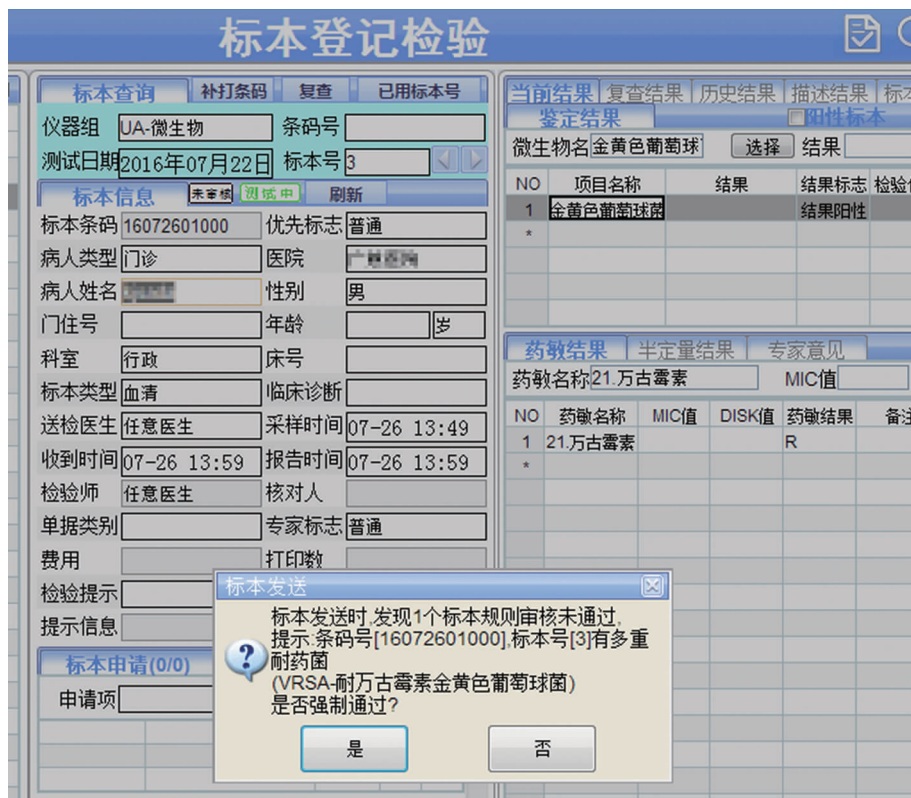 标本登记检验
标本查询 补打条码 复查 已用标本号
仪器组 UA-微生物 条码号
测试日期 2016年07月22日 标本号 3
标本信息 未审核 测试中 刷新
标本条码 16072601000 优先标志 普通
病人类型 门诊 医院
病人姓名 性别 男
门住号 年龄 岁
科室 行政 床号
标本类型 血清 临床诊断
送检医生 任意医生 采样时间 07-26 13:49
收到时间 07-26 13:59 报告时间 07-26 13:59
检验师 任意医生 核对人
单据类别 专家标志 普通
费用 打印数
检验提示
提示信息
标本申请(0/0)
申请项
当前结果 复查结果 历史结果 描述结果 标本
鉴定结果 阳性标本
微生物名 金黄色葡萄球 选择 结果
NO 项目名称 结果 结果标志 检验
1 金黄色葡萄球菌 结果阳性
*
药敏结果 半定量结果 专家意见
药敏名称 21.万古霉素 MIC值
NO 药敏名称 MIC值 DISK值 药敏结果 备注
1 21.万古霉素 R
*
标本发送
标本发送时,发现1个标本规则审核未通过,
提示:条码号[16072601000],标本号[3]有多重
耐药菌
(VRSA-耐万古霉素金黄色葡萄球菌)
是否强制通过?
是 否